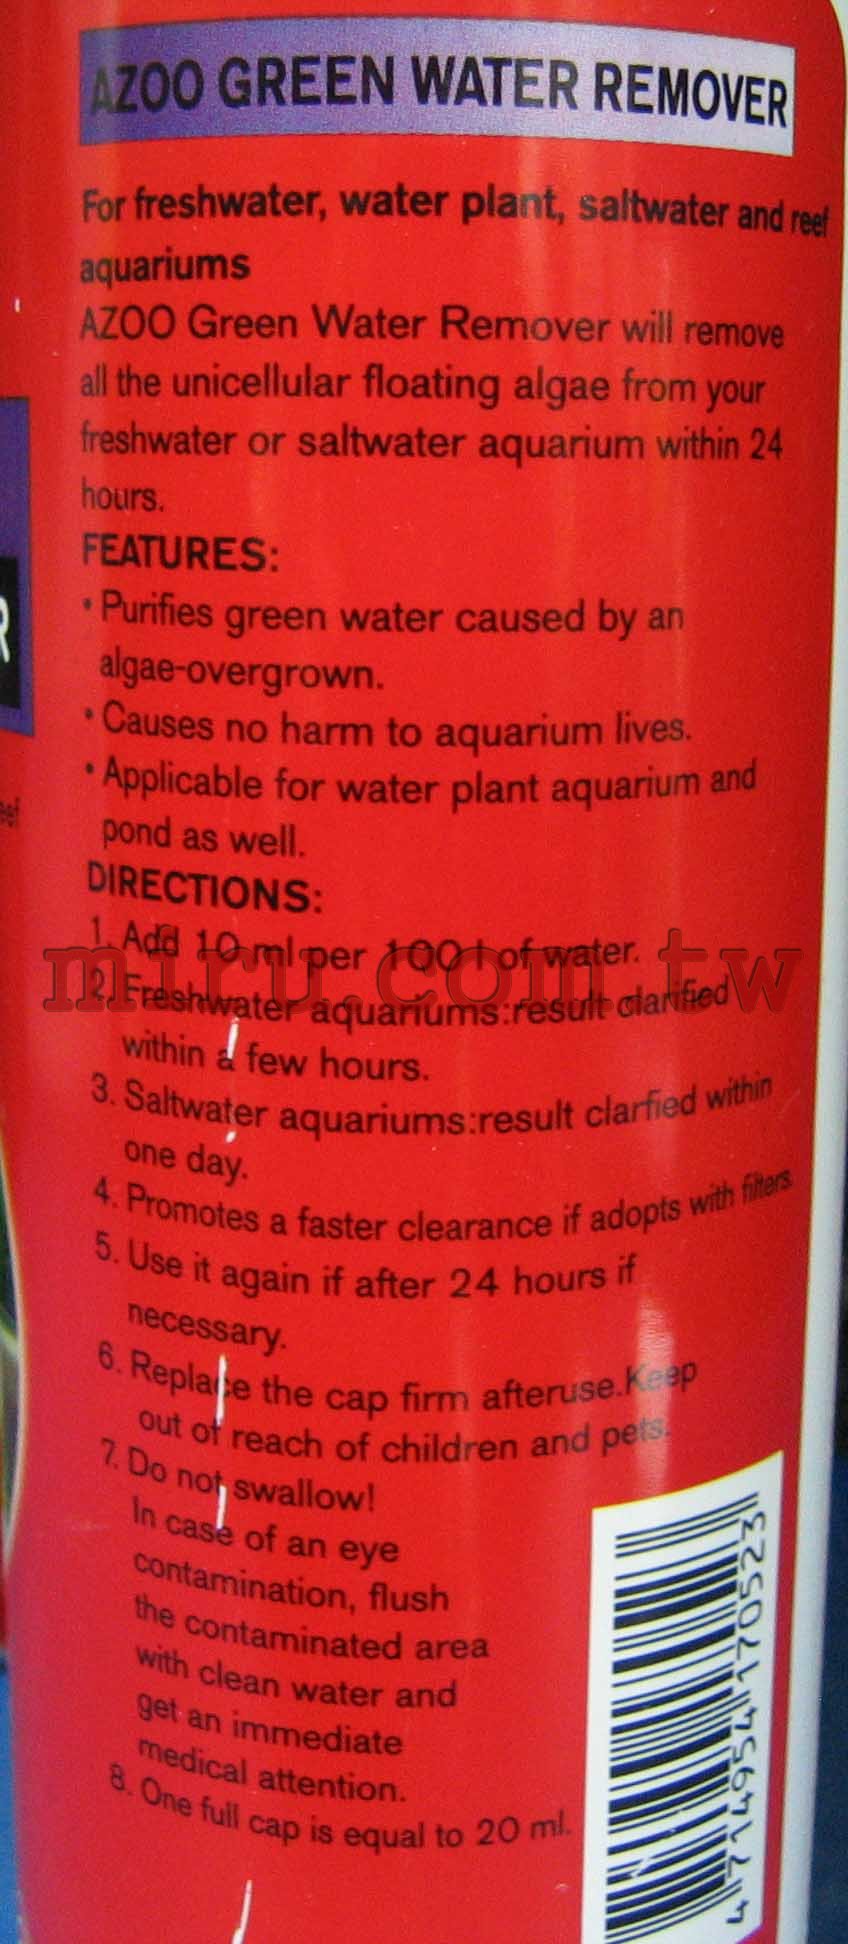 AZOO GREEN WATER REMOVER
For freshwater, water plant, saltwater and reef
aquariums
AZOO Green Water Remover will remove
all the unicellular floating algae from your
freshwater or saltwater aquarium within 24
hours.
FEATURES:
• Purifies green water caused by an
algae-overgrown.
• Causes no harm to aquarium lives.
• Applicable for water plant aquarium and
pond as well.
DIRECTIONS:
1. Add 10 ml per 100 l of water.
miru.com.tw
2. Freshwater aquariums:result clarified
within a few hours.
3. Saltwater aquariums:result clarfied within
one day.
4. Promotes a faster clearance if adopts with filters.
5. Use it again if after 24 hours if
necessary.
6. Replace the cap firm afteruse.Keep
out of reach of children and pets.
7. Do not swallow!
In case of an eye
contamination, flush
the contaminated area
with clean water and
get an immediate
medical attention.
8. One full cap is equal to 20 ml.
4 714954 170523
R
eef